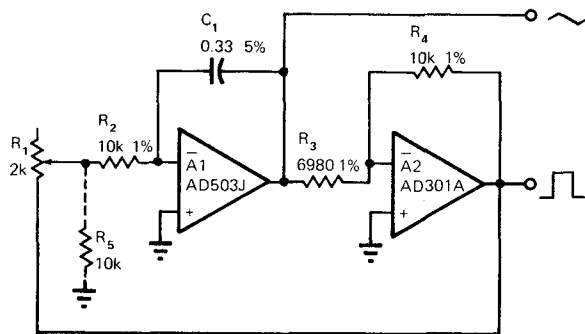 C1
0.33 5%
R4
10k 1%
R1
2k
R2
10k 1%
−
A1
AD503J
+
R3
6980 1%
−
A2
AD301A
+
R5
10k